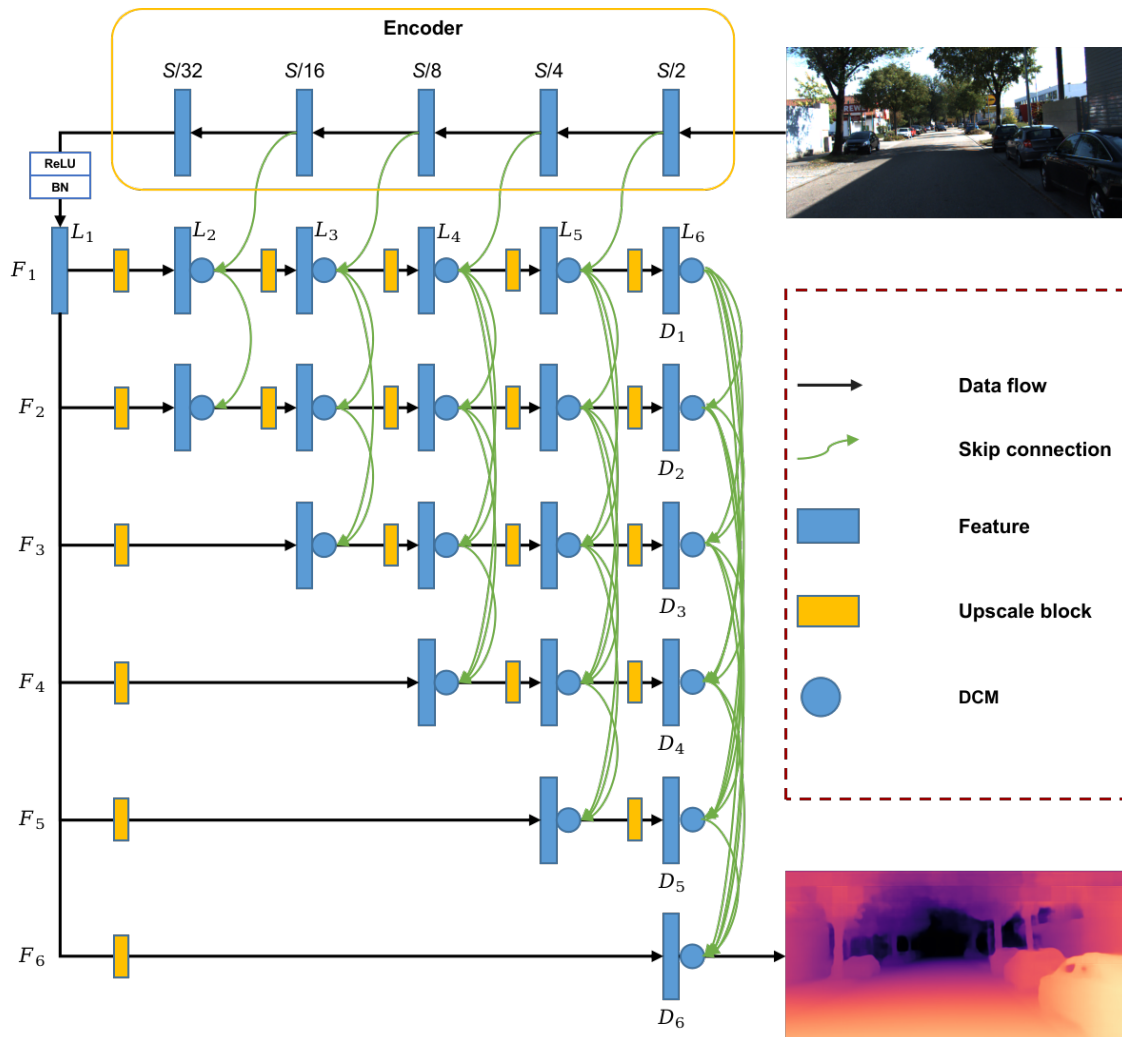 Encoder
S/32 S/16 S/8 S/4 S/2
ReLU
BN
L₁ L₂ L₃ L₄ L₅ L₆
F₁
D₁
F₂
D₂
F₃
D₃
F₄
D₄
F₅
D₅
F₆
D₆
Data flow
Skip connection
Feature
Upscale block
DCM